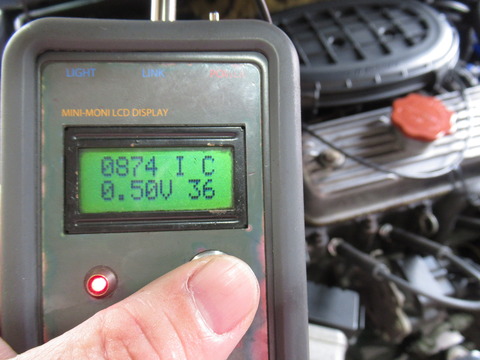 LIGHT LINK
MINI-MONI LCD DISPLAY
0874 I C
0.50V 36